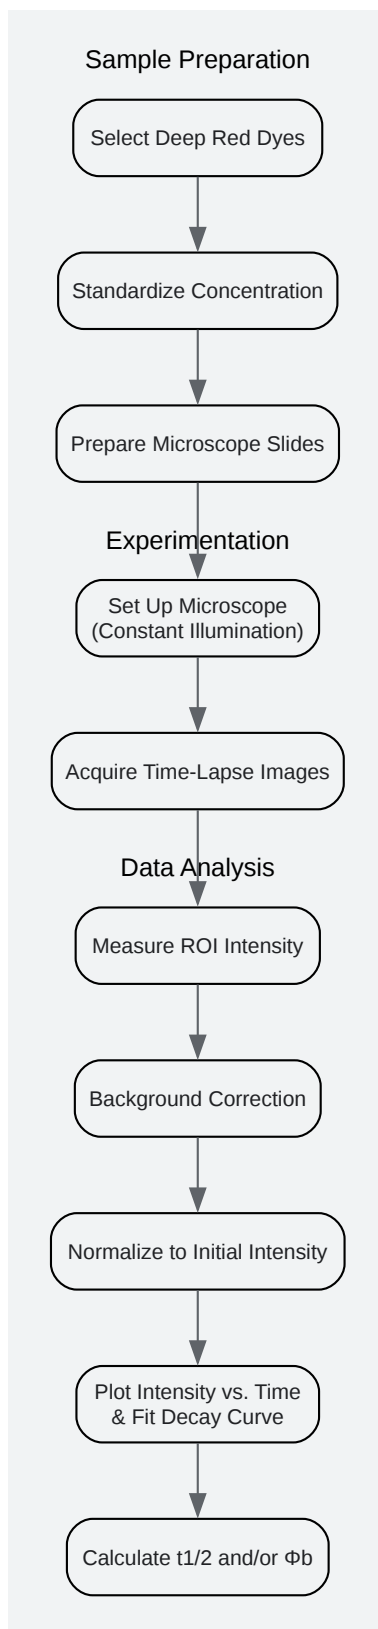 Sample Preparation
Select Deep Red Dyes
Standardize Concentration
Prepare Microscope Slides
Experimentation
Set Up Microscope
(Constant Illumination)
Acquire Time-Lapse Images
Data Analysis
Measure ROI Intensity
Background Correction
Normalize to Initial Intensity
Plot Intensity vs. Time
& Fit Decay Curve
Calculate t1/2 and/or Φb